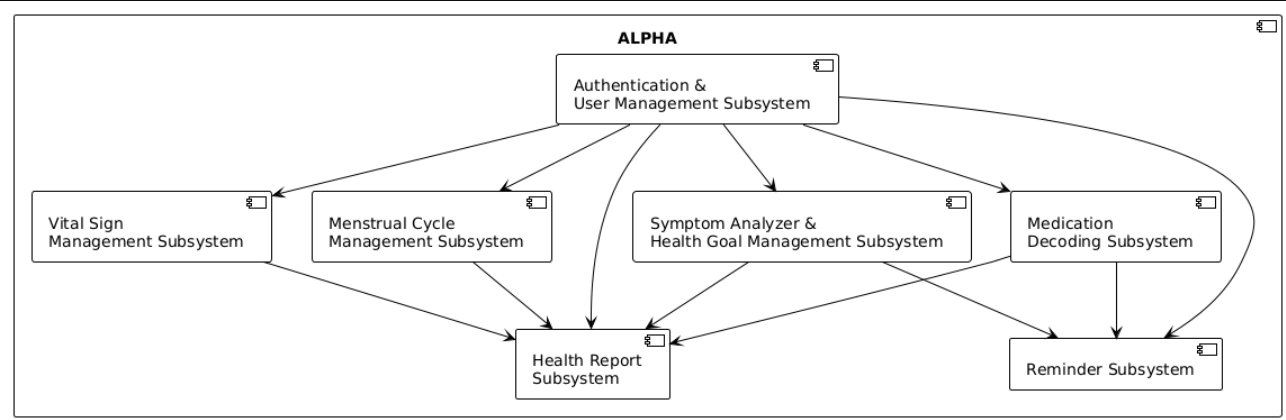 ALPHA
Authentication &
User Management Subsystem
Vital Sign
Management Subsystem
Menstrual Cycle
Management Subsystem
Symptom Analyzer &
Health Goal Management Subsystem
Medication
Decoding Subsystem
Health Report
Subsystem
Reminder Subsystem